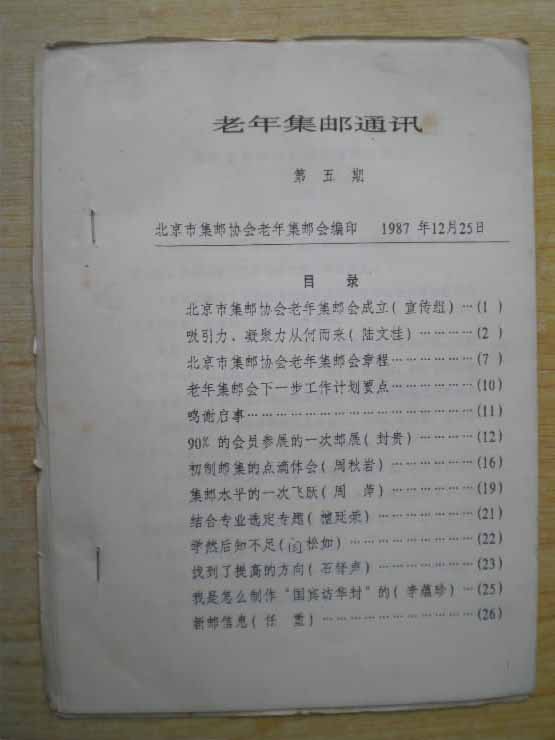 老年集邮通讯
第 五 期
北京市集邮协会老年集邮会编印 1987 年12月25日
目 录
北京市集邮协会老年集邮会成立( 宣传组) …(1 )
吸引力、凝聚力从何而来( 陆文桂) …………(2 )
北京市集邮协会老年集邮会章程……………(7 )
老年集邮会下一步工作计划要点……………(10)
鸣谢启事……………………………………(11)
90% 的会员参展的一次邮展( 封贵) …………(12)
初制邮集的点滴体会( 周秋岩) ………………(16)
集邮水平的一次飞跃( 周 萍) ………………(19)
结合专业选定专题( 廷荣) …………………(21)
学然后知不足(闵松如) ……………………(22)
找到了提高的方向( 石 声) …………………(23)
我是怎么制作“国宾访华封”的( 李蕴珍) …(25)
新邮信息( 任 重) …………………………(26)